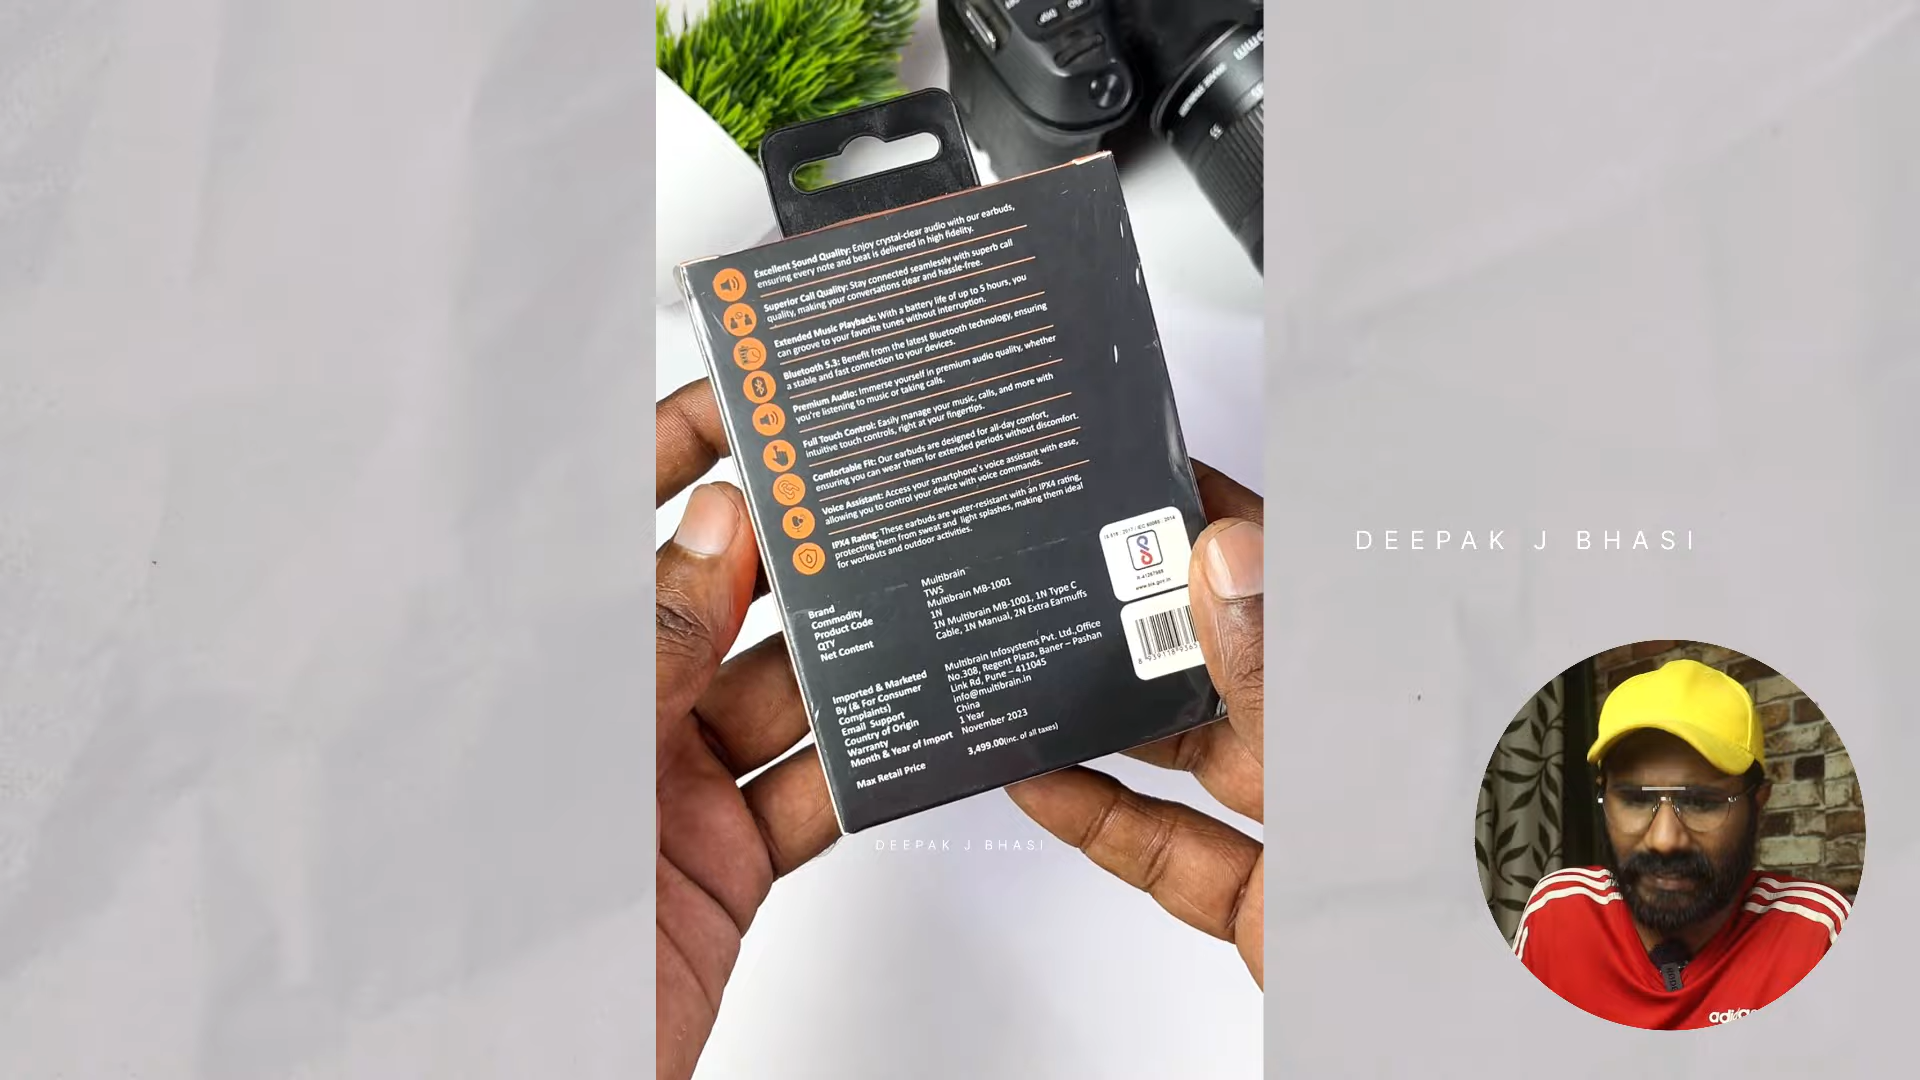 Excellent Sound Quality: Enjoy crystal-clear audio with our earbuds,
ensuring every note and beat is delivered in high fidelity.
Superior Call Quality: Stay connected seamlessly with superb call
quality, making your conversations clear and hassle-free.
Extended Music Playback: With a battery life of up to 5 hours, you
can groove to your favorite tunes without interruption.
Bluetooth 5.3: Benefit from the latest Bluetooth technology, ensuring
a stable and fast connection to your devices.
Premium Audio: Immerse yourself in premium audio quality, whether
you're listening to music or taking calls.
Full Touch Control: Easily manage your music, calls, and more with
intuitive touch controls, right at your fingertips.
Comfortable Fit: Our earbuds are designed for all-day comfort,
ensuring you can wear them for extended periods without discomfort.
Voice Assistant: Access your smartphone's voice assistant with ease,
allowing you to control your device with voice commands.
IPX4 Rating: These earbuds are water-resistant with an IPX4 rating,
protecting them from sweat and light splashes, making them ideal
for workouts and outdoor activities.
Brand Multibrain
Commodity TWS
Product Code Multibrain MB-1001
QTY 1N
Net Content 1N Multibrain MB-1001, 1N Type C
Cable, 1N Manual, 2N Extra Earmuffs
Imported & Marketed Multibrain Infosystems Pvt. Ltd.,Office
By (& For Consumer No.308, Regent Plaza, Baner – Pashan
Complaints) Link Rd, Pune – 411045
Email Support info@multibrain.in
Country of Origin China
Warranty 1 Year
Month & Year of Import November 2023
Max Retail Price 3,499.00(inc. of all taxes)
www.bis.gov.in
DEEPAK J BHASI
DEEPAK J BHASI
adidas